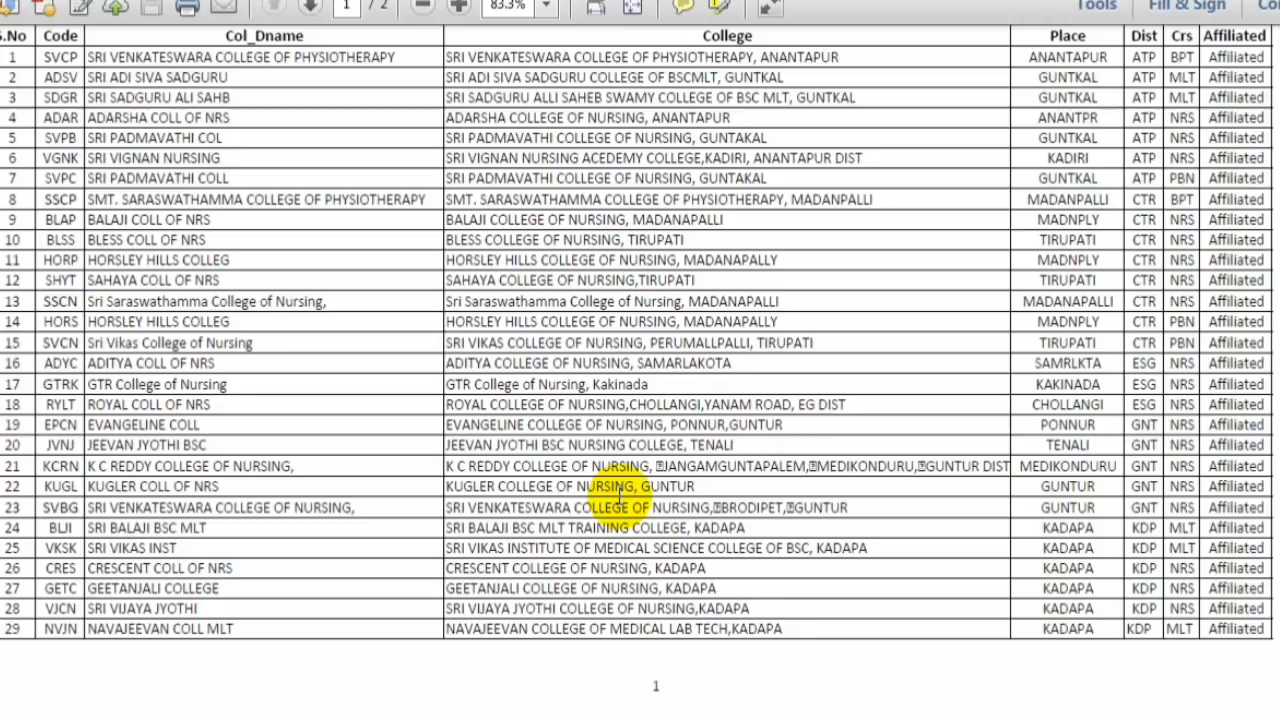 1 / 2 83.3% Tools Fill & Sign
S.No Code Col_Dname College Place Dist Crs Affiliated
1 SVCP SRI VENKATESWARA COLLEGE OF PHYSIOTHERAPY SRI VENKATESWARA COLLEGE OF PHYSIOTHERAPY, ANANTAPUR ANANTAPUR ATP BPT Affiliated
2 ADSV SRI ADI SIVA SADGURU SRI ADI SIVA SADGURU COLLEGE OF BSCMLT, GUNTKAL GUNTKAL ATP MLT Affiliated
3 SDGR SRI SADGURU ALI SAHB SRI SADGURU ALLI SAHEB SWAMY COLLEGE OF BSC MLT, GUNTKAL GUNTKAL ATP MLT Affiliated
4 ADAR ADARSHA COLL OF NRS ADARSHA COLLEGE OF NURSING, ANANTAPUR ANANTPR ATP NRS Affiliated
5 SVPB SRI PADMAVATHI COL SRI PADMAVATHI COLLEGE OF NURSING, GUNTAKAL GUNTKAL ATP NRS Affiliated
6 VGNK SRI VIGNAN NURSING SRI VIGNAN NURSING ACEDEMY COLLEGE,KADIRI, ANANTAPUR DIST KADIRI ATP NRS Affiliated
7 SVPC SRI PADMAVATHI COLL SRI PADMAVATHI COLLEGE OF NURSING, GUNTAKAL GUNTKAL ATP PBN Affiliated
8 SSCP SMT. SARASWATHAMMA COLLEGE OF PHYSIOTHERAPY SMT. SARASWATHAMMA COLLEGE OF PHYSIOTHERAPY, MADANPALLI MADANPALLI CTR BPT Affiliated
9 BLAP BALAJI COLL OF NRS BALAJI COLLEGE OF NURSING, MADANAPALLI MADNPLY CTR NRS Affiliated
10 BLSS BLESS COLL OF NRS BLESS COLLEGE OF NURSING, TIRUPATI TIRUPATI CTR NRS Affiliated
11 HORP HORSLEY HILLS COLLEG HORSLEY HILLS COLLEGE OF NURSING, MADANAPALLY MADNPLY CTR NRS Affiliated
12 SHYT SAHAYA COLL OF NRS SAHAYA COLLEGE OF NURSING,TIRUPATI TIRUPATI CTR NRS Affiliated
13 SSCN Sri Saraswathamma College of Nursing, Sri Saraswathamma College of Nursing, MADANAPALLI MADANAPALLI CTR NRS Affiliated
14 HORS HORSLEY HILLS COLLEG HORSLEY HILLS COLLEGE OF NURSING, MADANAPALLY MADNPLY CTR PBN Affiliated
15 SVCN Sri Vikas College of Nursing SRI VIKAS COLLEGE OF NURSING, PERUMALLPALLI, TIRUPATI TIRUPATI CTR PBN Affiliated
16 ADYC ADITYA COLL OF NRS ADITYA COLLEGE OF NURSING, SAMARLAKOTA SAMRLKTA ESG NRS Affiliated
17 GTRK GTR College of Nursing GTR College of Nursing, Kakinada KAKINADA ESG NRS Affiliated
18 RYLT ROYAL COLL OF NRS ROYAL COLLEGE OF NURSING,CHOLLANGI,YANAM ROAD, EG DIST CHOLLANGI ESG NRS Affiliated
19 EPCN EVANGELINE COLL EVANGELINE COLLEGE OF NURSING, PONNUR,GUNTUR PONNUR GNT NRS Affiliated
20 JVNJ JEEVAN JYOTHI BSC JEEVAN JYOTHI BSC NURSING COLLEGE, TENALI TENALI GNT NRS Affiliated
21 KCRN K C REDDY COLLEGE OF NURSING, K C REDDY COLLEGE OF NURSING, JANGAMGUNTAPALEM,MEDIKONDURU,GUNTUR DIST MEDIKONDURU GNT NRS Affiliated
22 KUGL KUGLER COLL OF NRS KUGLER COLLEGE OF NURSING, GUNTUR GUNTUR GNT NRS Affiliated
23 SVBG SRI VENKATESWARA COLLEGE OF NURSING, SRI VENKATESWARA COLLEGE OF NURSING,BRODIPET,GUNTUR GUNTUR GNT NRS Affiliated
24 BLJI SRI BALAJI BSC MLT SRI BALAJI BSC MLT TRAINING COLLEGE, KADAPA KADAPA KDP MLT Affiliated
25 VKSK SRI VIKAS INST SRI VIKAS INSTITUTE OF MEDICAL SCIENCE COLLEGE OF BSC, KADAPA KADAPA KDP MLT Affiliated
26 CRES CRESCENT COLL OF NRS CRESCENT COLLEGE OF NURSING, KADAPA KADAPA KDP NRS Affiliated
27 GETC GEETANJALI COLLEGE GEETANJALI COLLEGE OF NURSING, KADAPA KADAPA KDP NRS Affiliated
28 VJCN SRI VIJAYA JYOTHI SRI VIJAYA JYOTHI COLLEGE OF NURSING,KADAPA KADAPA KDP NRS Affiliated
29 NVJN NAVAJEEVAN COLL MLT NAVAJEEVAN COLLEGE OF MEDICAL LAB TECH,KADAPA KADAPA KDP MLT Affiliated
1